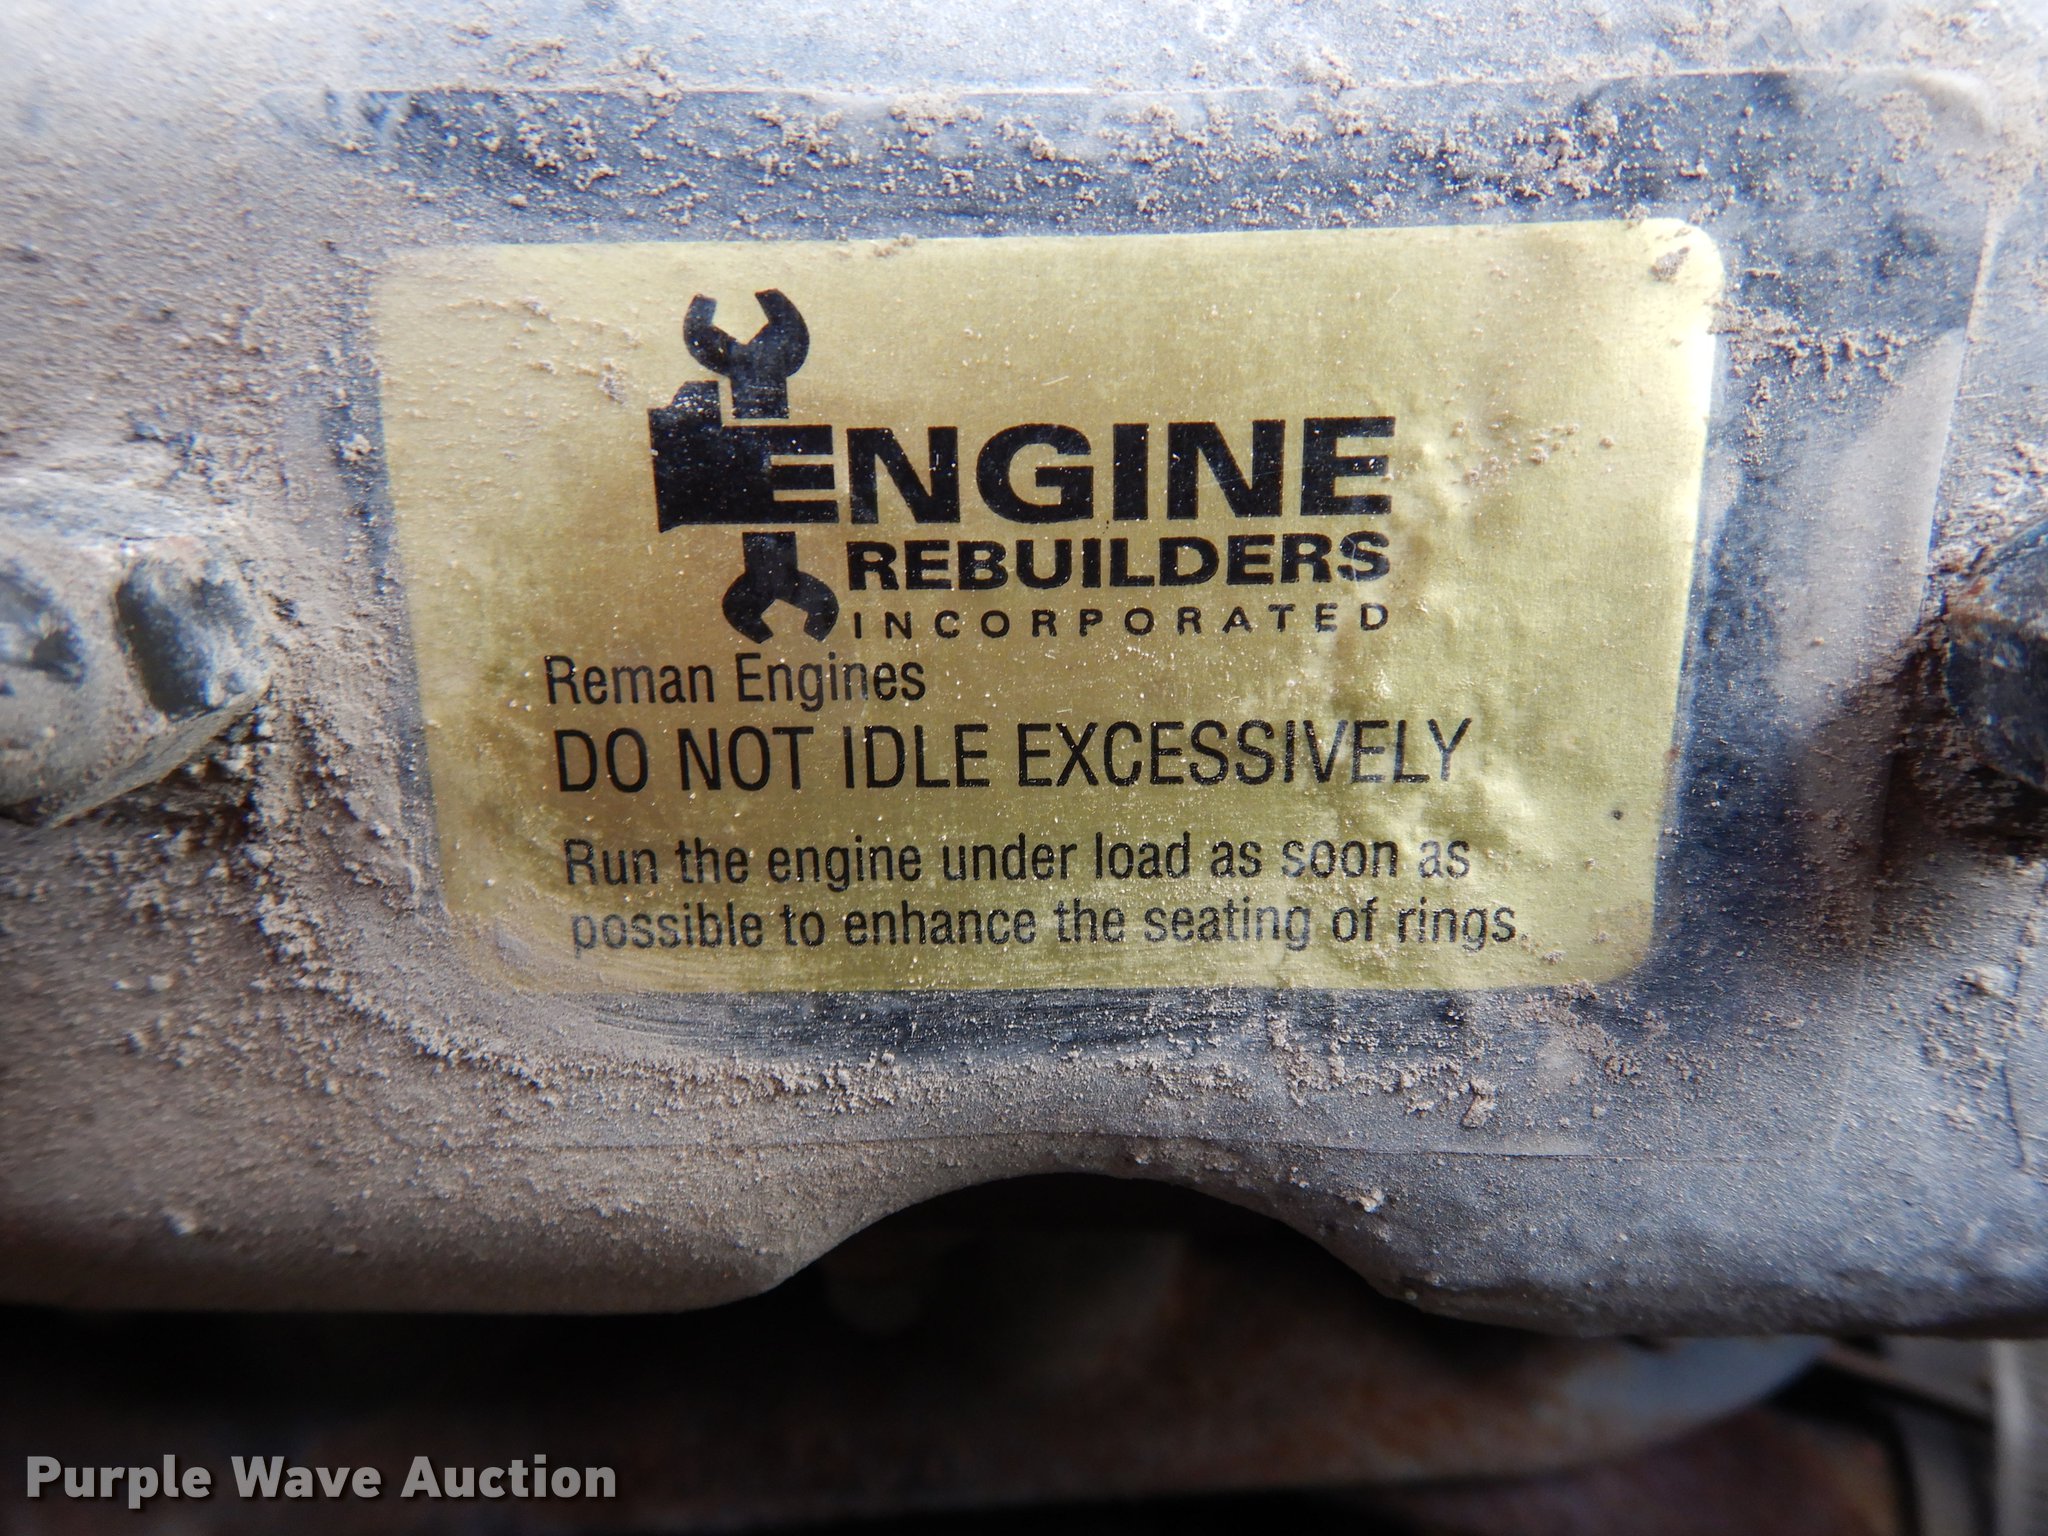 ENGINE
REBUILDERS
INCORPORATED
Reman Engines
DO NOT IDLE EXCESSIVELY
Run the engine under load as soon as
possible to enhance the seating of rings.
Purple Wave Auction